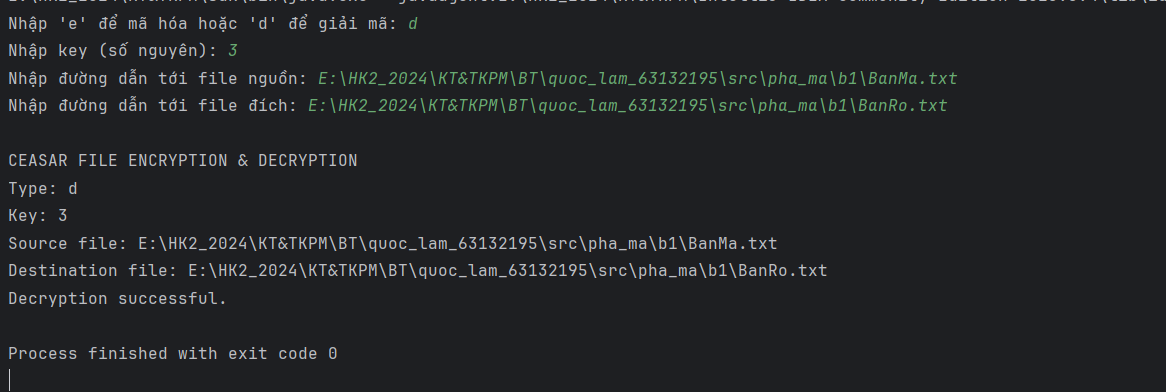 Nhập 'e' để mã hóa hoặc 'd' để giải mã: d
Nhập key (số nguyên): 3
Nhập đường dẫn tới file nguồn: E:\HK2_2024\KT&TKPM\BT\quoc_lam_63132195\src\pha_ma\b1\BanMa.txt
Nhập đường dẫn tới file đích: E:\HK2_2024\KT&TKPM\BT\quoc_lam_63132195\src\pha_ma\b1\BanRo.txt
CEASAR FILE ENCRYPTION & DECRYPTION
Type: d
Key: 3
Source file: E:\HK2_2024\KT&TKPM\BT\quoc_lam_63132195\src\pha_ma\b1\BanMa.txt
Destination file: E:\HK2_2024\KT&TKPM\BT\quoc_lam_63132195\src\pha_ma\b1\BanRo.txt
Decryption successful.
Process finished with exit code 0